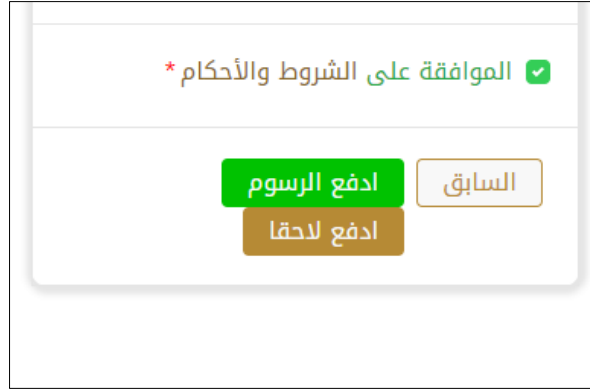 الموافقة على الشروط والأحكام *
السابق
ادفع الرسوم
ادفع لاحقا